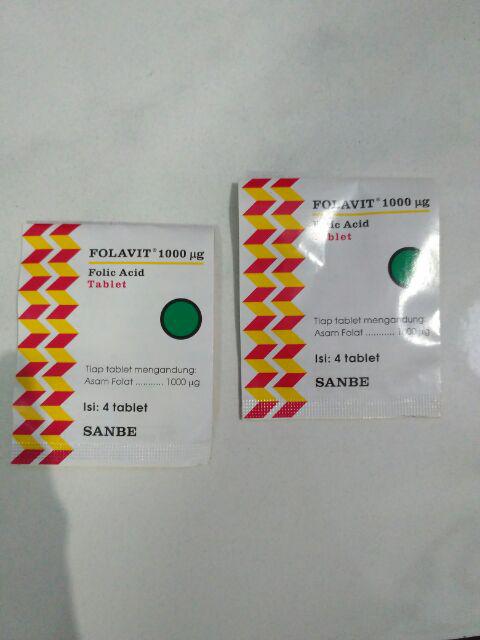 FOLAVIT® 1000 µg
Folic Acid
Tablet
Tiap tablet mengandung:
Asam Folat ........... 1000 µg
Isi: 4 tablet
SANBE
FOLAVIT® 1000 µg
Folic Acid
Tablet
Tiap tablet mengandung:
Asam Folat ........... 1000 µg
Isi: 4 tablet
SANBE